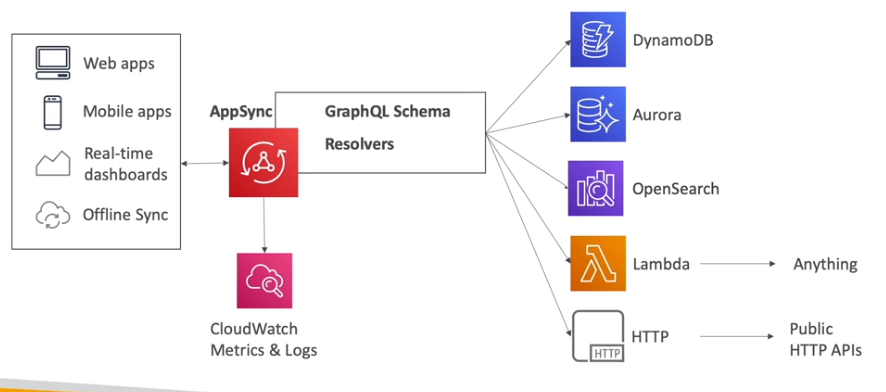 Web apps
Mobile apps
Real-time
dashboards
Offline Sync
AppSync
GraphQL Schema
Resolvers
CloudWatch
Metrics & Logs
DynamoDB
Aurora
OpenSearch
Lambda
Anything
HTTP
HTTP
Public
HTTP APIs